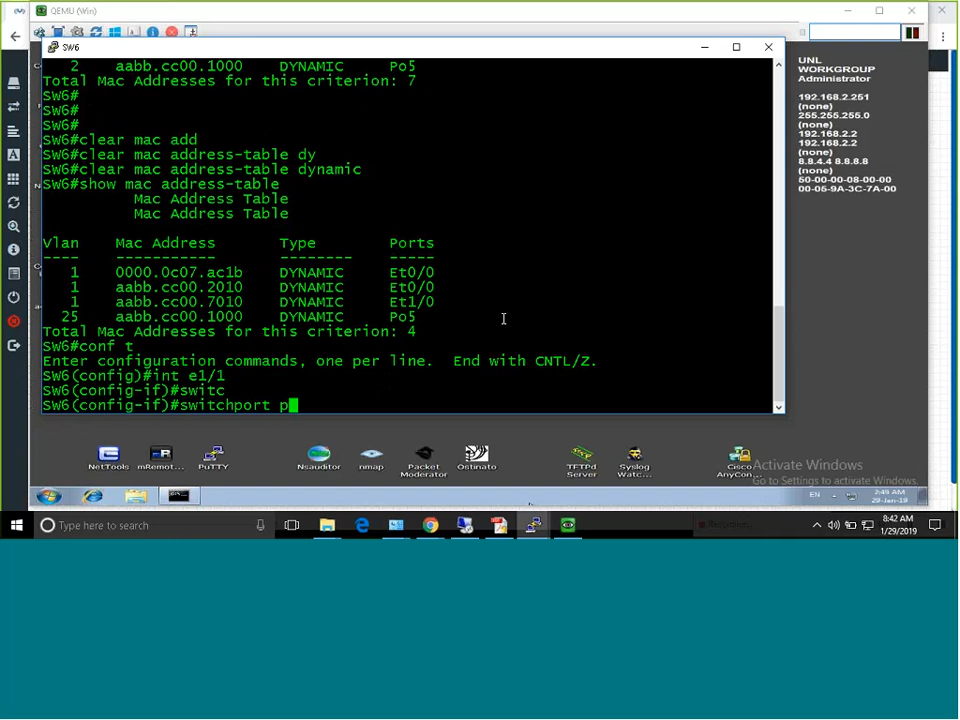 QEMU (Win)
SW6
2 aabb.cc00.1000 DYNAMIC Po5
Total Mac Addresses for this criterion: 7
SW6#
SW6#
SW6#
SW6#clear mac add
SW6#clear mac address-table dy
SW6#clear mac address-table dynamic
SW6#show mac address-table
Mac Address Table
Mac Address Table
Vlan Mac Address Type Ports
---- ----------- -------- -----
1 0000.0c07.ac1b DYNAMIC Et0/0
1 aabb.cc00.2010 DYNAMIC Et0/0
1 aabb.cc00.7010 DYNAMIC Et1/0
25 aabb.cc00.1000 DYNAMIC Po5
Total Mac Addresses for this criterion: 4
SW6#conf t
Enter configuration commands, one per line.  End with CNTL/Z.
SW6(config)#int e1/1
SW6(config-if)#switc
SW6(config-if)#switchport p
UNL
WORKGROUP
Administrator
192.168.2.251
(none)
255.255.255.0
(none)
192.168.2.2
192.168.2.2
(none)
8.8.4.4 8.8.8.8
50-00-00-08-00-00
00-05-9A-3C-7A-00
NetTools
mRemot...
PuTTY
Nsauditor
nmap
Packet Moderator
Ostinato
TFTPd Server
Syslog Watc...
Cisco AnyCon...
Activate Windows
Go to Settings to activate Windows.
EN
2:49 AM
29-Jan-19
Type here to search
8:42 AM
1/29/2019